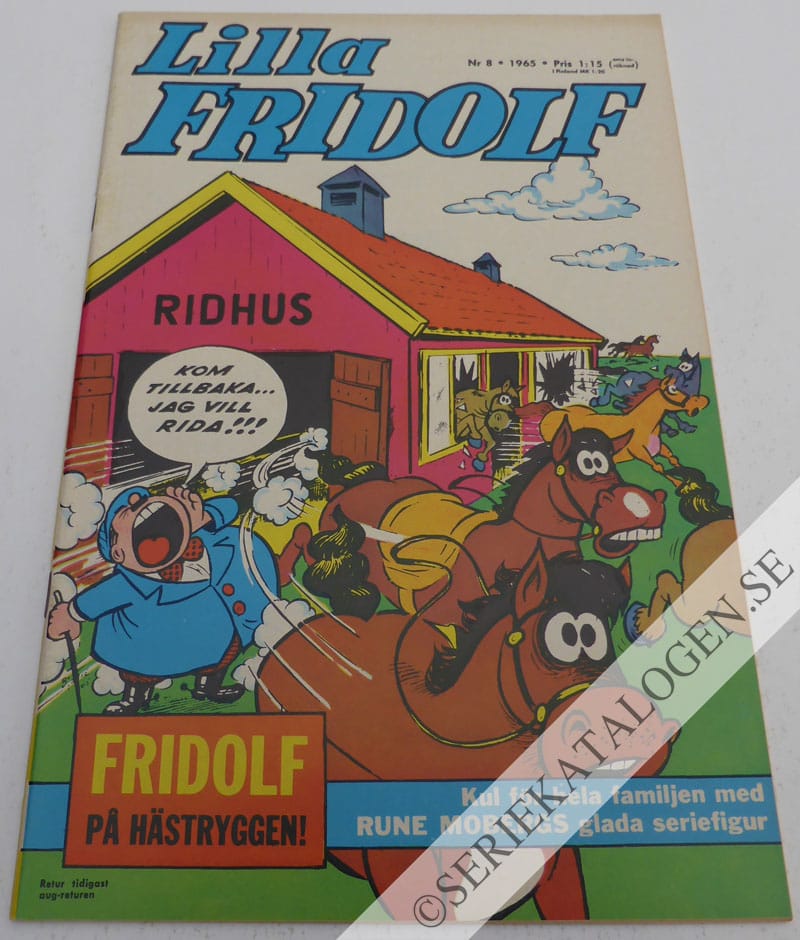 Lilla
FRIDOLF
Nr 8 • 1965 • Pris 1:15
I Finland MK 1:20
RIDHUS
KOM
TILLBAKA...
JAG VILL
RIDA!!!
FRIDOLF
PÅ HÄSTRYGGEN!
Kul för hela familjen med
RUNE MOBERGS glada seriefigur
Retur tidigast
aug-returen
©SERIEKATALOGEN.SE